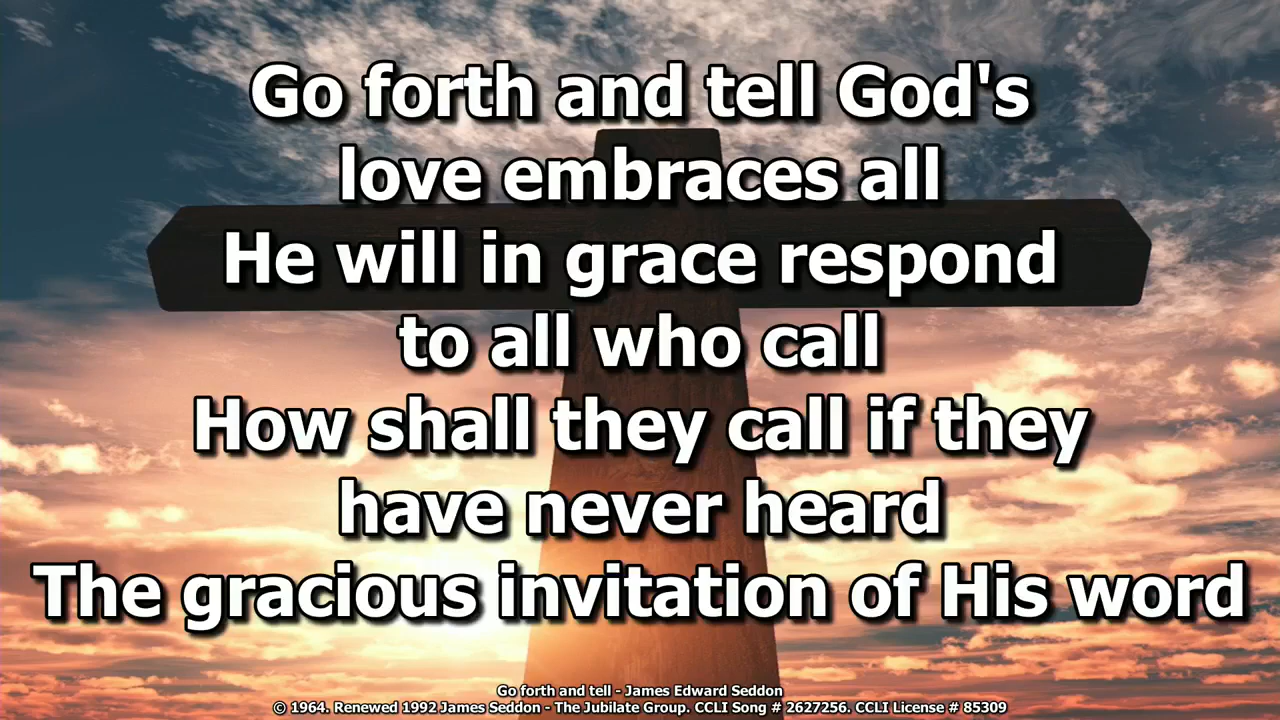 Go forth and tell God's
love embraces all
He will in grace respond
to all who call
How shall they call if they
have never heard
The gracious invitation of His word
Go forth and tell - James Edward Seddon
© 1964. Renewed 1992 James Seddon - The Jubilate Group. CCLI Song # 2627256. CCLI License # 85309